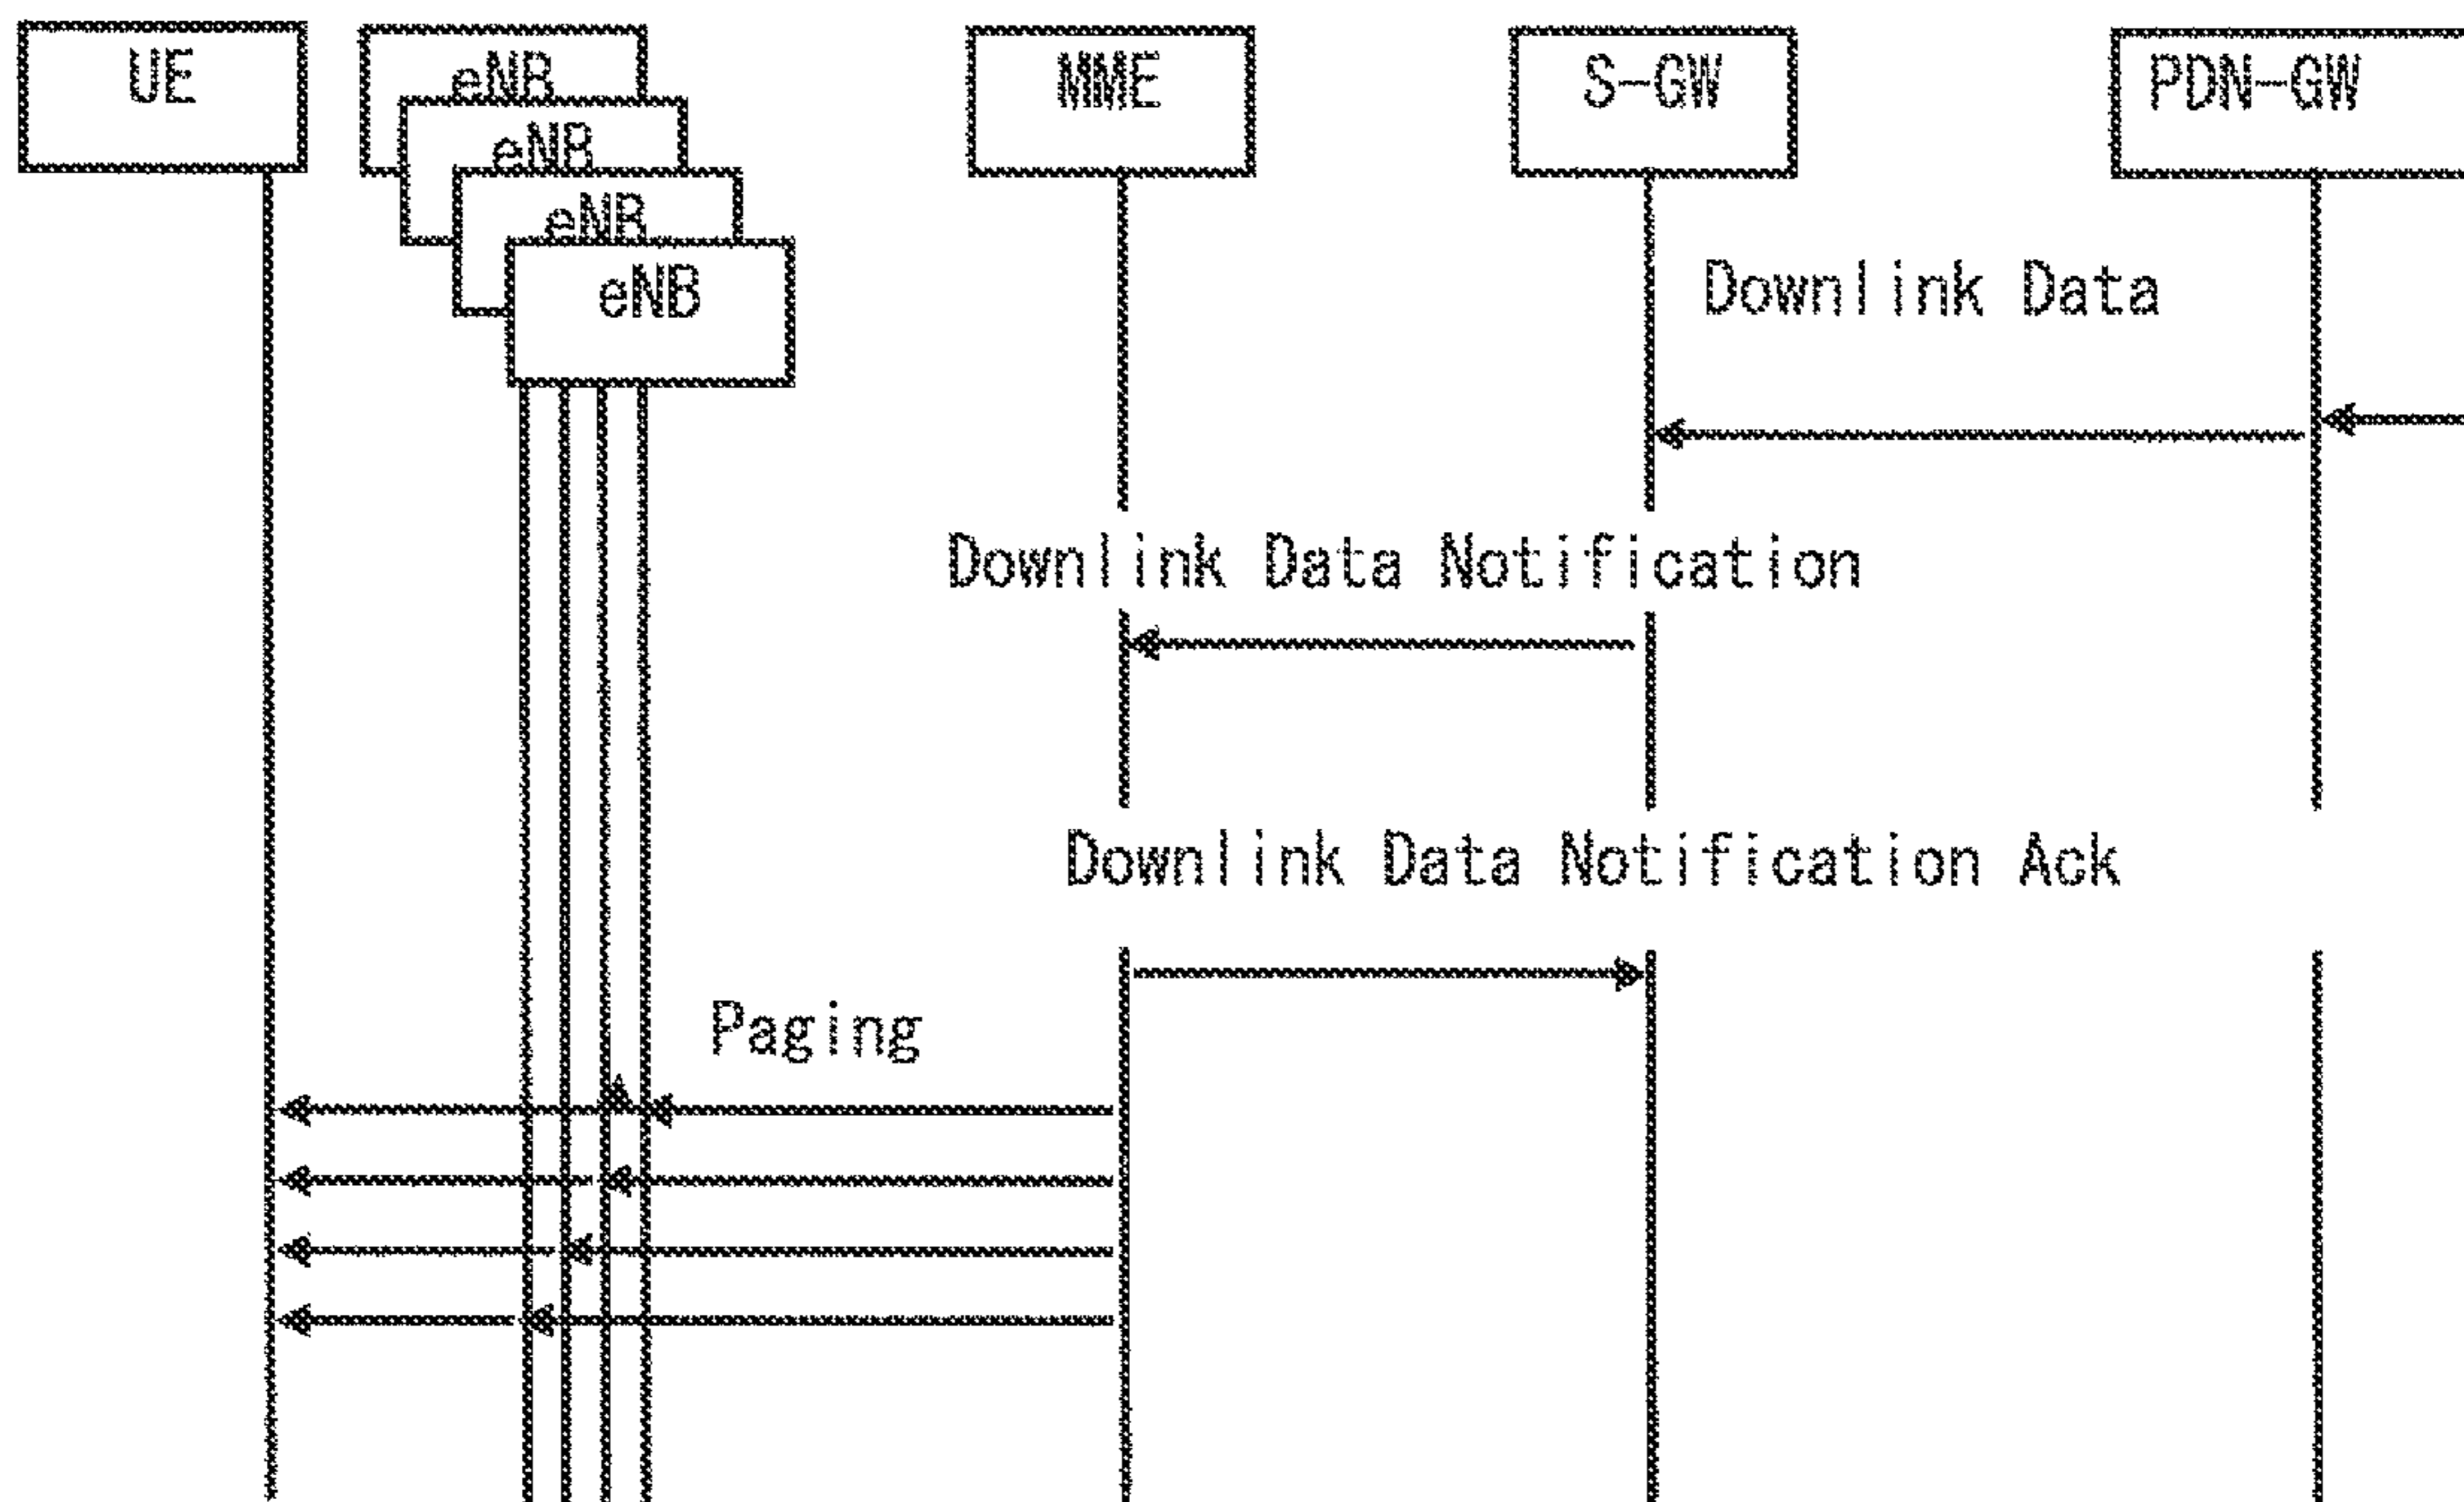 UE
eNB
eNB
eNB
eNB
MME
S-GW
PDN-GW
Downlink Data
Downlink Data Notification
Downlink Data Notification Ack
Paging